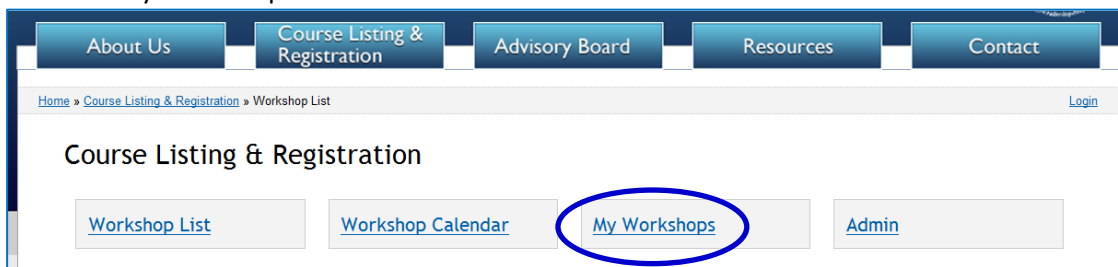 About Us
Course Listing &
Registration
Advisory Board
Resources
Contact
Home » Course Listing & Registration » Workshop List
Login
Course Listing & Registration
Workshop List
Workshop Calendar
My Workshops
Admin